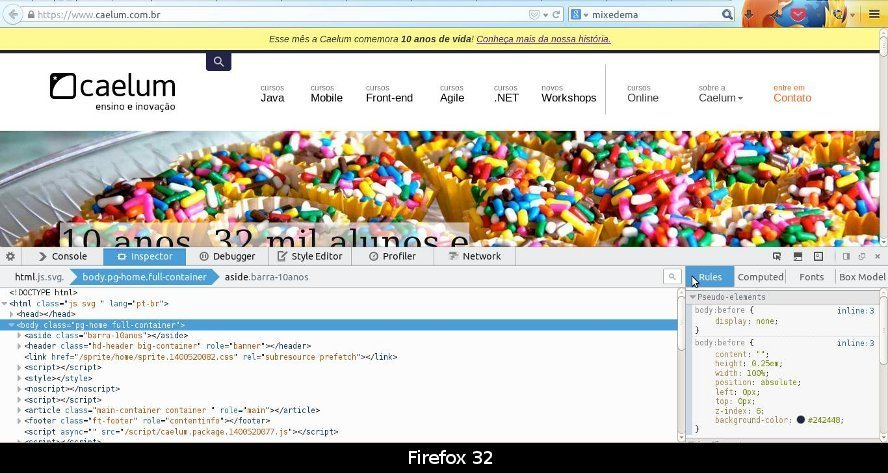 https://www.caelum.com.br
mixedema
Esse mês a Caelum comemora 10 anos de vida! Conheça mais da nossa história.
caelum
ensino e inovação
cursos
Java
cursos
Mobile
cursos
Front-end
cursos
Agile
cursos
.NET
novos
Workshops
cursos
Online
sobre a
Caelum
entre em
Contato
10 anos, 32 mil alunos e
Console
Inspector
Debugger
Style Editor
Profiler
Network
html.js.svg.
body.pg-home.full-container
aside.barra-10anos
Rules
Computed
Fonts
Box Model
<!DOCTYPE html>
<html class="js svg " lang="pt-br">
<head></head>
<body class="pg-home full-container">
<aside class="barra-10anos"></aside>
<header class="hd-header big-container" role="banner"></header>
<link href="/sprite/home/sprite.1400520082.css" rel="subresource prefetch"></link>
<script></script>
<style></style>
<noscript></noscript>
<script></script>
<article class="main-container container " role="main"></article>
<footer class="ft-footer" role="contentinfo"></footer>
<script async="" src="/script/caelum.package.1400520077.js"></script>
<script></script>
Pseudo-elements
body:before {
inline:3
display: none;
}
body:before {
inline:3
content: "";
height: 0.25em;
width: 100%;
position: absolute;
left: 0px;
top: 0px;
z-index: 6;
background-color: #242448;
}
Firefox 32